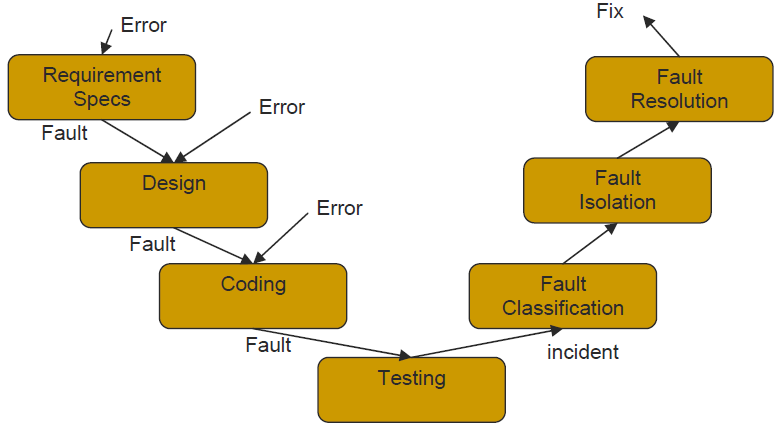 Error
Fix
Requirement
Specs
Fault
Resolution
Fault
Error
Design
Fault
Isolation
Fault
Error
Coding
Fault
Classification
Fault
incident
Testing